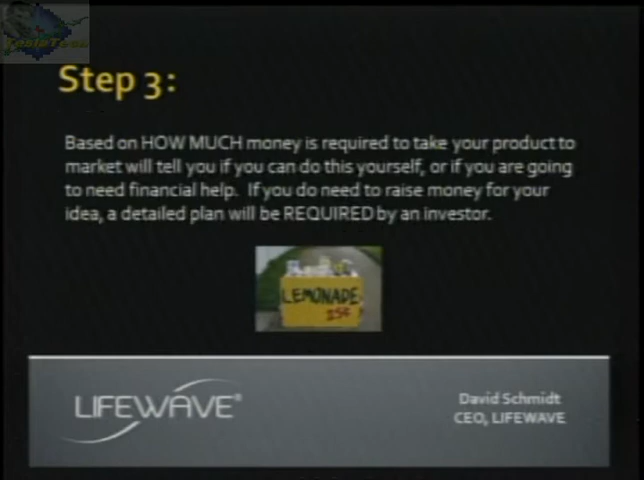 TeslaTech
Step 3:
Based on HOW MUCH money is required to take your product to
market will tell you if you can do this yourself, or if you are going
to need financial help. If you do need to raise money for your
idea, a detailed plan will be REQUIRED by an investor.
LEMONADE
25¢
LIFEWAVE®
David Schmidt
CEO, LIFEWAVE